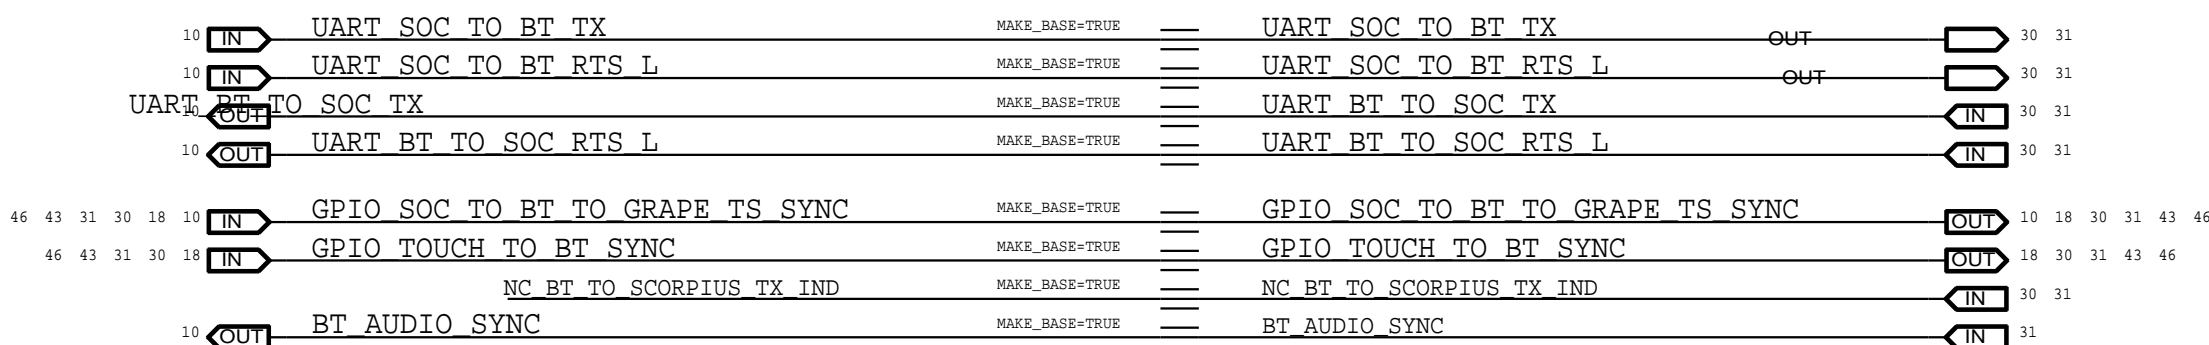 10 IN UART_SOC_TO_BT_TX MAKE_BASE=TRUE UART_SOC_TO_BT_TX OUT 30 31
10 IN UART_SOC_TO_BT_RTS_L MAKE_BASE=TRUE UART_SOC_TO_BT_RTS_L OUT 30 31
10 OUT UART_BT_TO_SOC_TX MAKE_BASE=TRUE UART_BT_TO_SOC_TX IN 30 31
10 OUT UART_BT_TO_SOC_RTS_L MAKE_BASE=TRUE UART_BT_TO_SOC_RTS_L IN 30 31
46 43 31 30 18 10 IN GPIO_SOC_TO_BT_TO_GRAPE_TS_SYNC MAKE_BASE=TRUE GPIO_SOC_TO_BT_TO_GRAPE_TS_SYNC OUT 10 18 30 31 43 46
46 43 31 30 18 IN GPIO_TOUCH_TO_BT_SYNC MAKE_BASE=TRUE GPIO_TOUCH_TO_BT_SYNC OUT 18 30 31 43 46
NC_BT_TO_SCORPIUS_TX_IND MAKE_BASE=TRUE NC_BT_TO_SCORPIUS_TX_IND IN 30 31
10 OUT BT_AUDIO_SYNC MAKE_BASE=TRUE BT_AUDIO_SYNC IN 31